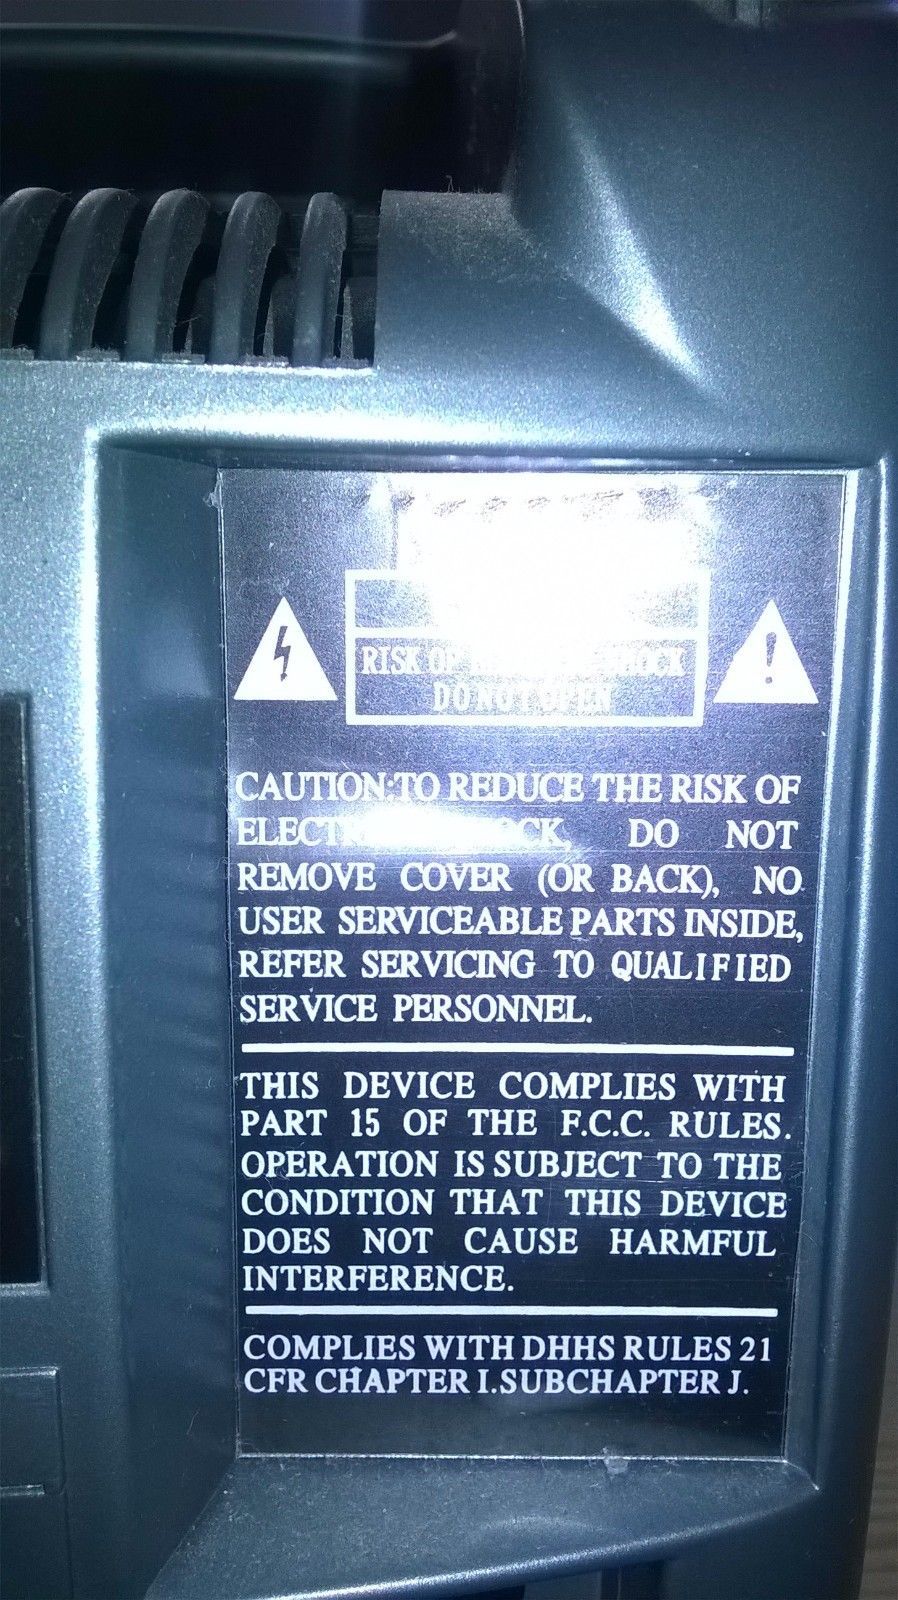 RISK OF SHOCK
DO NOT OPEN
CAUTION:TO REDUCE THE RISK OF
DO NOT
REMOVE COVER (OR BACK), NO
USER SERVICEABLE PARTS INSIDE,
REFER SERVICING TO QUALIFIED
SERVICE PERSONNEL.
THIS DEVICE COMPLIES WITH
PART 15 OF THE F.C.C. RULES.
OPERATION IS SUBJECT TO THE
CONDITION THAT THIS DEVICE
DOES NOT CAUSE HARMFUL
INTERFERENCE.
COMPLIES WITH DHHS RULES 21
CFR CHAPTER I.SUBCHAPTER J.